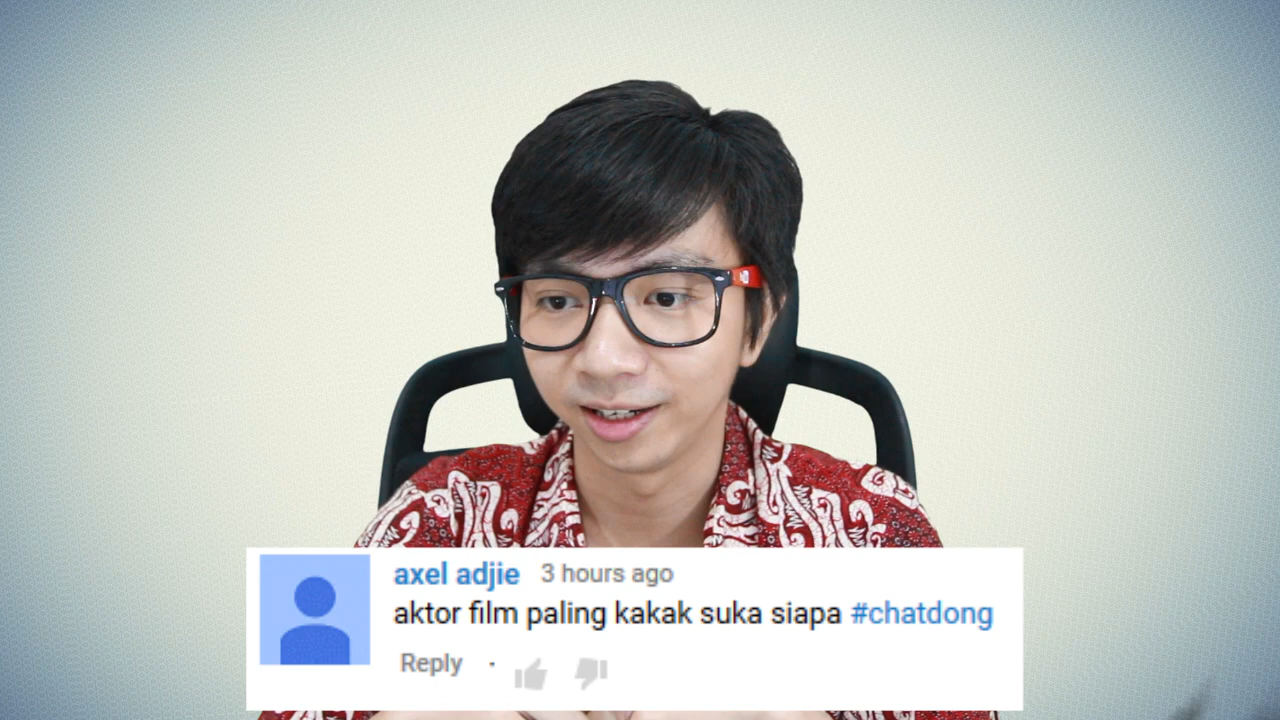 axel adjie 3 hours ago
aktor film paling kakak suka siapa #chatdong
Reply ·